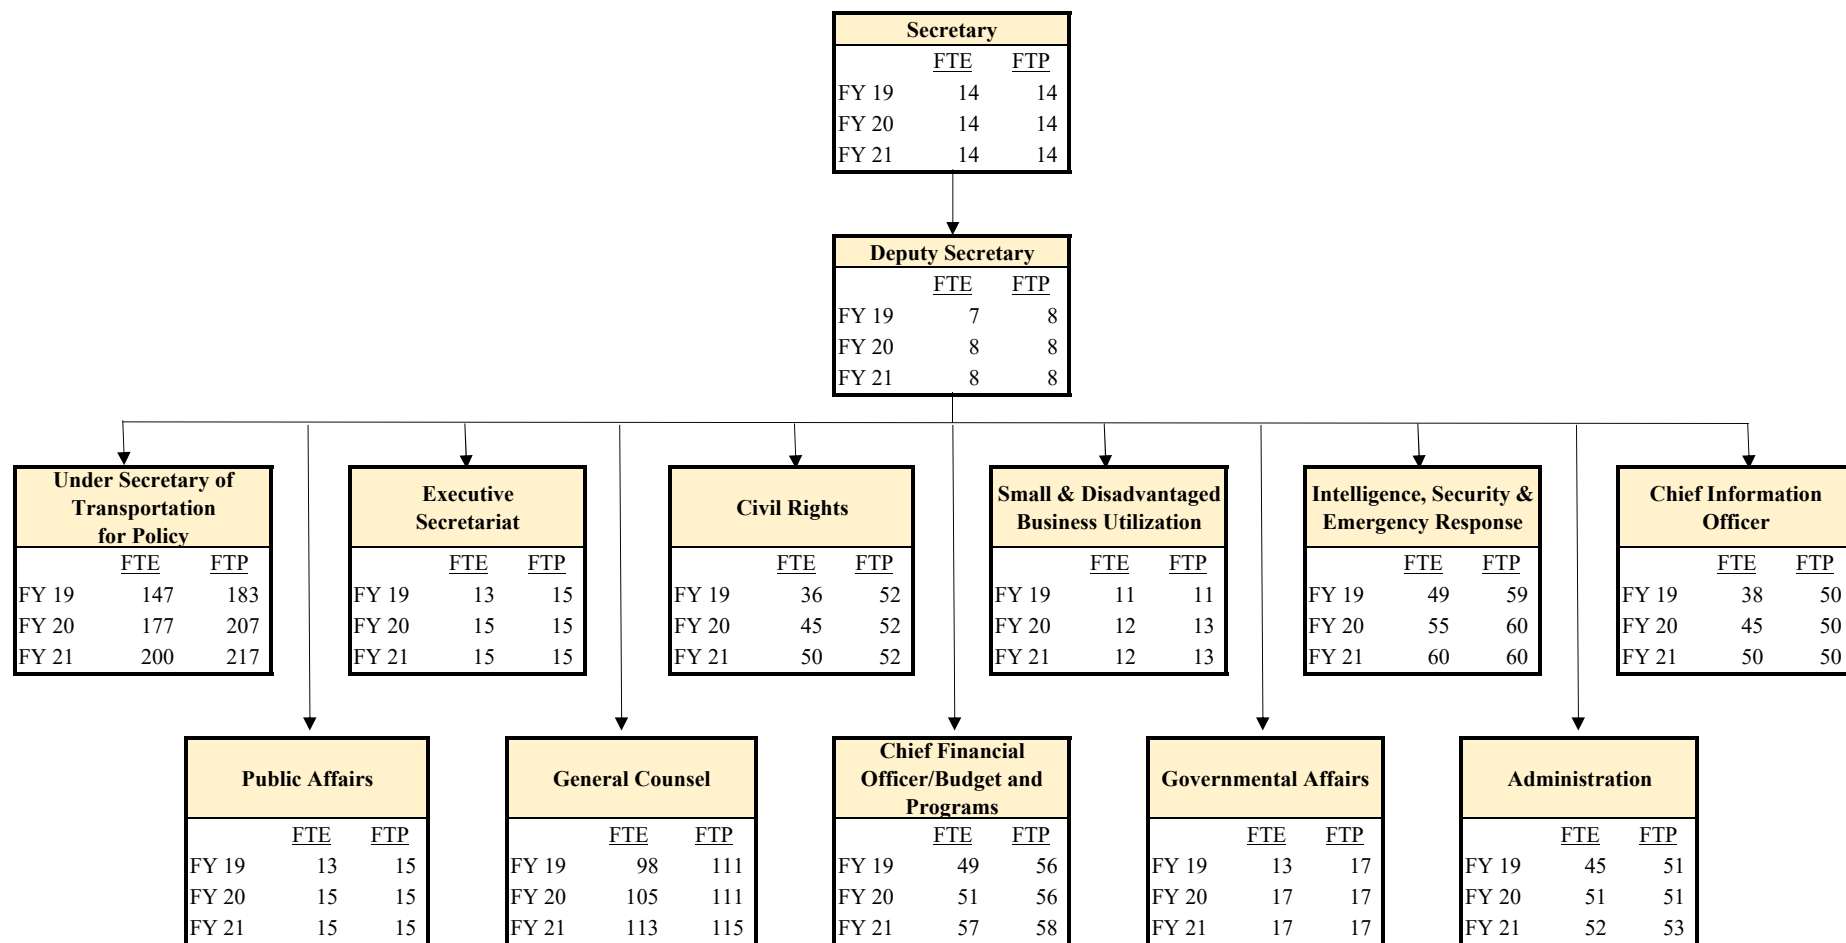 Secretary
FTE FTP
FY 19 14 14
FY 20 14 14
FY 21 14 14
Deputy Secretary
FTE FTP
FY 19 7 8
FY 20 8 8
FY 21 8 8
Under Secretary of
Transportation
for Policy
FTE FTP
FY 19 147 183
FY 20 177 207
FY 21 200 217
Executive
Secretariat
FTE FTP
FY 19 13 15
FY 20 15 15
FY 21 15 15
Civil Rights
FTE FTP
FY 19 36 52
FY 20 45 52
FY 21 50 52
Small & Disadvantaged
Business Utilization
FTE FTP
FY 19 11 11
FY 20 12 13
FY 21 12 13
Intelligence, Security &
Emergency Response
FTE FTP
FY 19 49 59
FY 20 55 60
FY 21 60 60
Chief Information
Officer
FTE FTP
FY 19 38 50
FY 20 45 50
FY 21 50 50
Public Affairs
FTE FTP
FY 19 13 15
FY 20 15 15
FY 21 15 15
General Counsel
FTE FTP
FY 19 98 111
FY 20 105 111
FY 21 113 115
Chief Financial
Officer/Budget and
Programs
FTE FTP
FY 19 49 56
FY 20 51 56
FY 21 57 58
Governmental Affairs
FTE FTP
FY 19 13 17
FY 20 17 17
FY 21 17 17
Administration
FTE FTP
FY 19 45 51
FY 20 51 51
FY 21 52 53